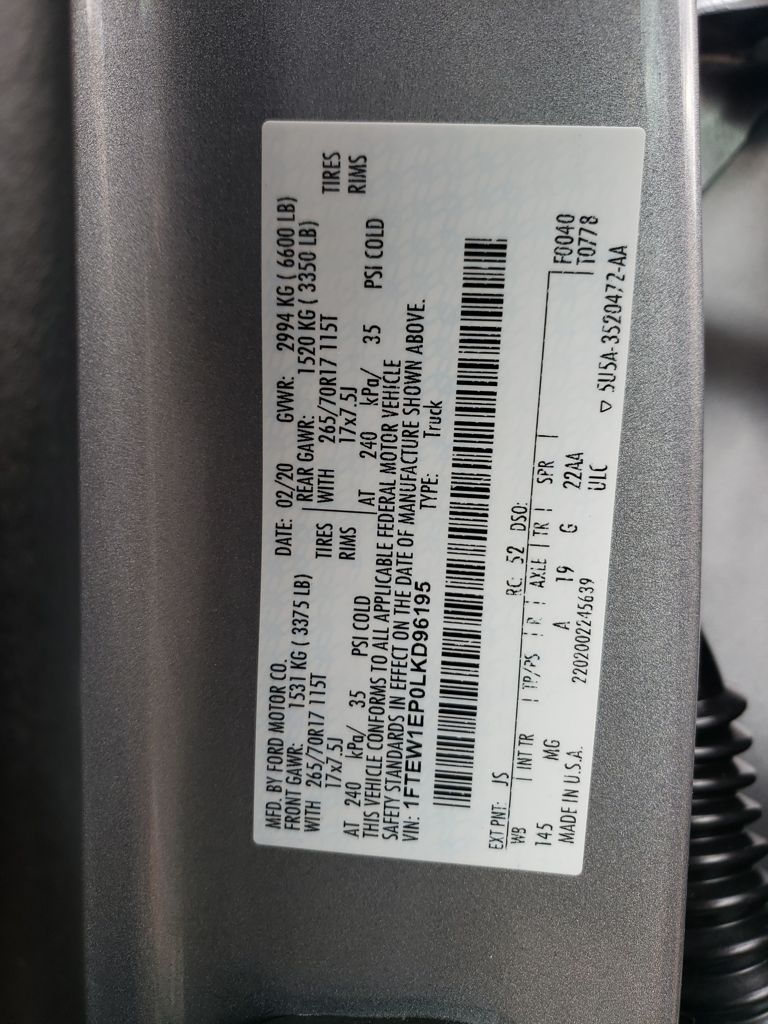 MFD. BY FORD MOTOR CO. DATE: 02/20 GVWR: 2994 KG ( 6600 LB)
FRONT GAWR: 1531 KG ( 3375 LB) REAR GAWR: 1520 KG ( 3350 LB)
WITH 265/70R17 115T TIRES WITH 265/70R17 115T TIRES
17x7.5J RIMS 17x7.5J RIMS
AT 240 kPa/ 35 PSI COLD AT 240 kPa/ 35 PSI COLD
THIS VEHICLE CONFORMS TO ALL APPLICABLE FEDERAL MOTOR VEHICLE
SAFETY STANDARDS IN EFFECT ON THE DATE OF MANUFACTURE SHOWN ABOVE.
VIN: 1FTEW1EP0LKD96195 TYPE: Truck
EXT PNT: JS RC: 52 DSO:
WB INT TR TP/PS R AXLE TR SPR F0040
145 MG A 19 G 22AA T0778
MADE IN U.S.A. 2202002245639 ULC ▽ 5U5A-3520472-AA